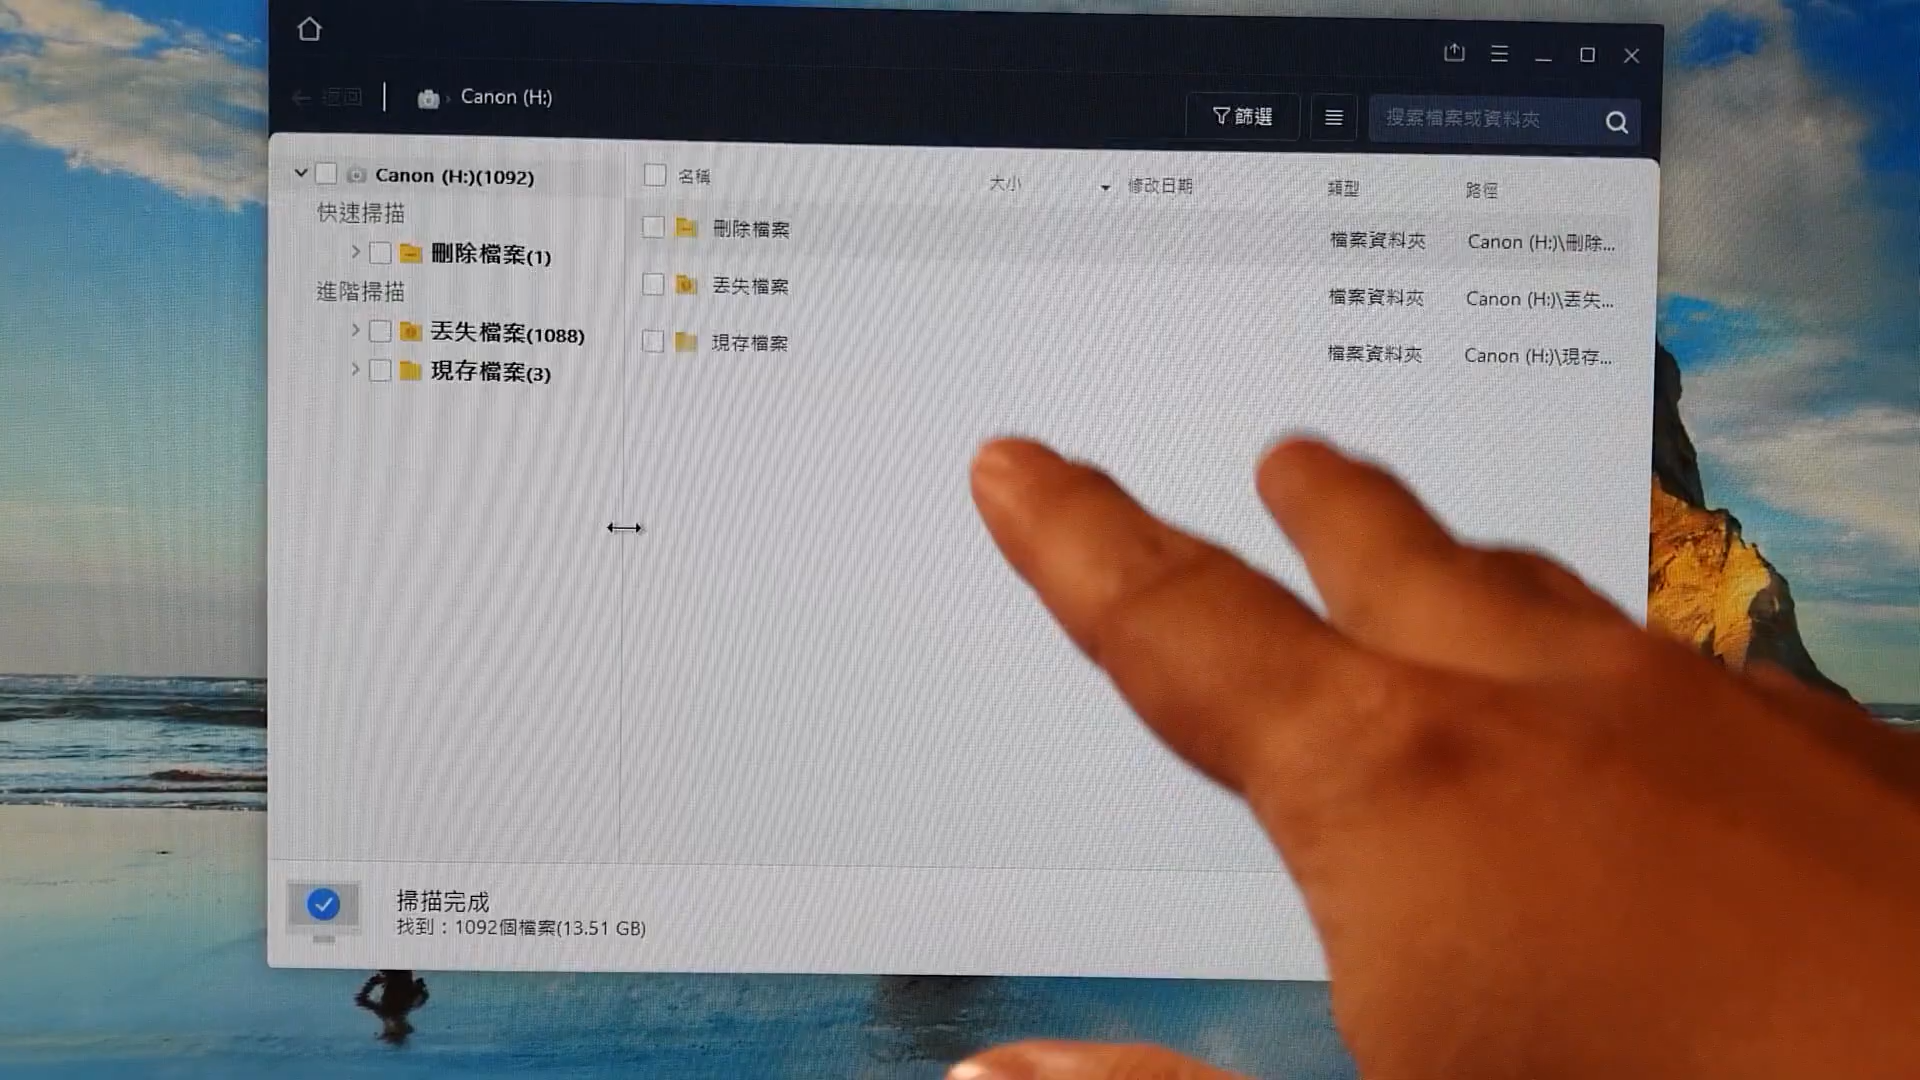 返回
Canon (H:)
篩選
搜索檔案或資料夾
Canon (H:)(1092)
快速掃描
刪除檔案(1)
進階掃描
丟失檔案(1088)
現存檔案(3)
名稱 大小 修改日期 類型 路徑
刪除檔案 檔案資料夾 Canon (H:)\刪除...
丟失檔案 檔案資料夾 Canon (H:)\丟失...
現存檔案 檔案資料夾 Canon (H:)\現存...
掃描完成
找到：1092個檔案(13.51 GB)